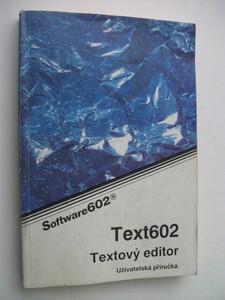 Software602®
Text602
Textový editor
Uživatelská příručka